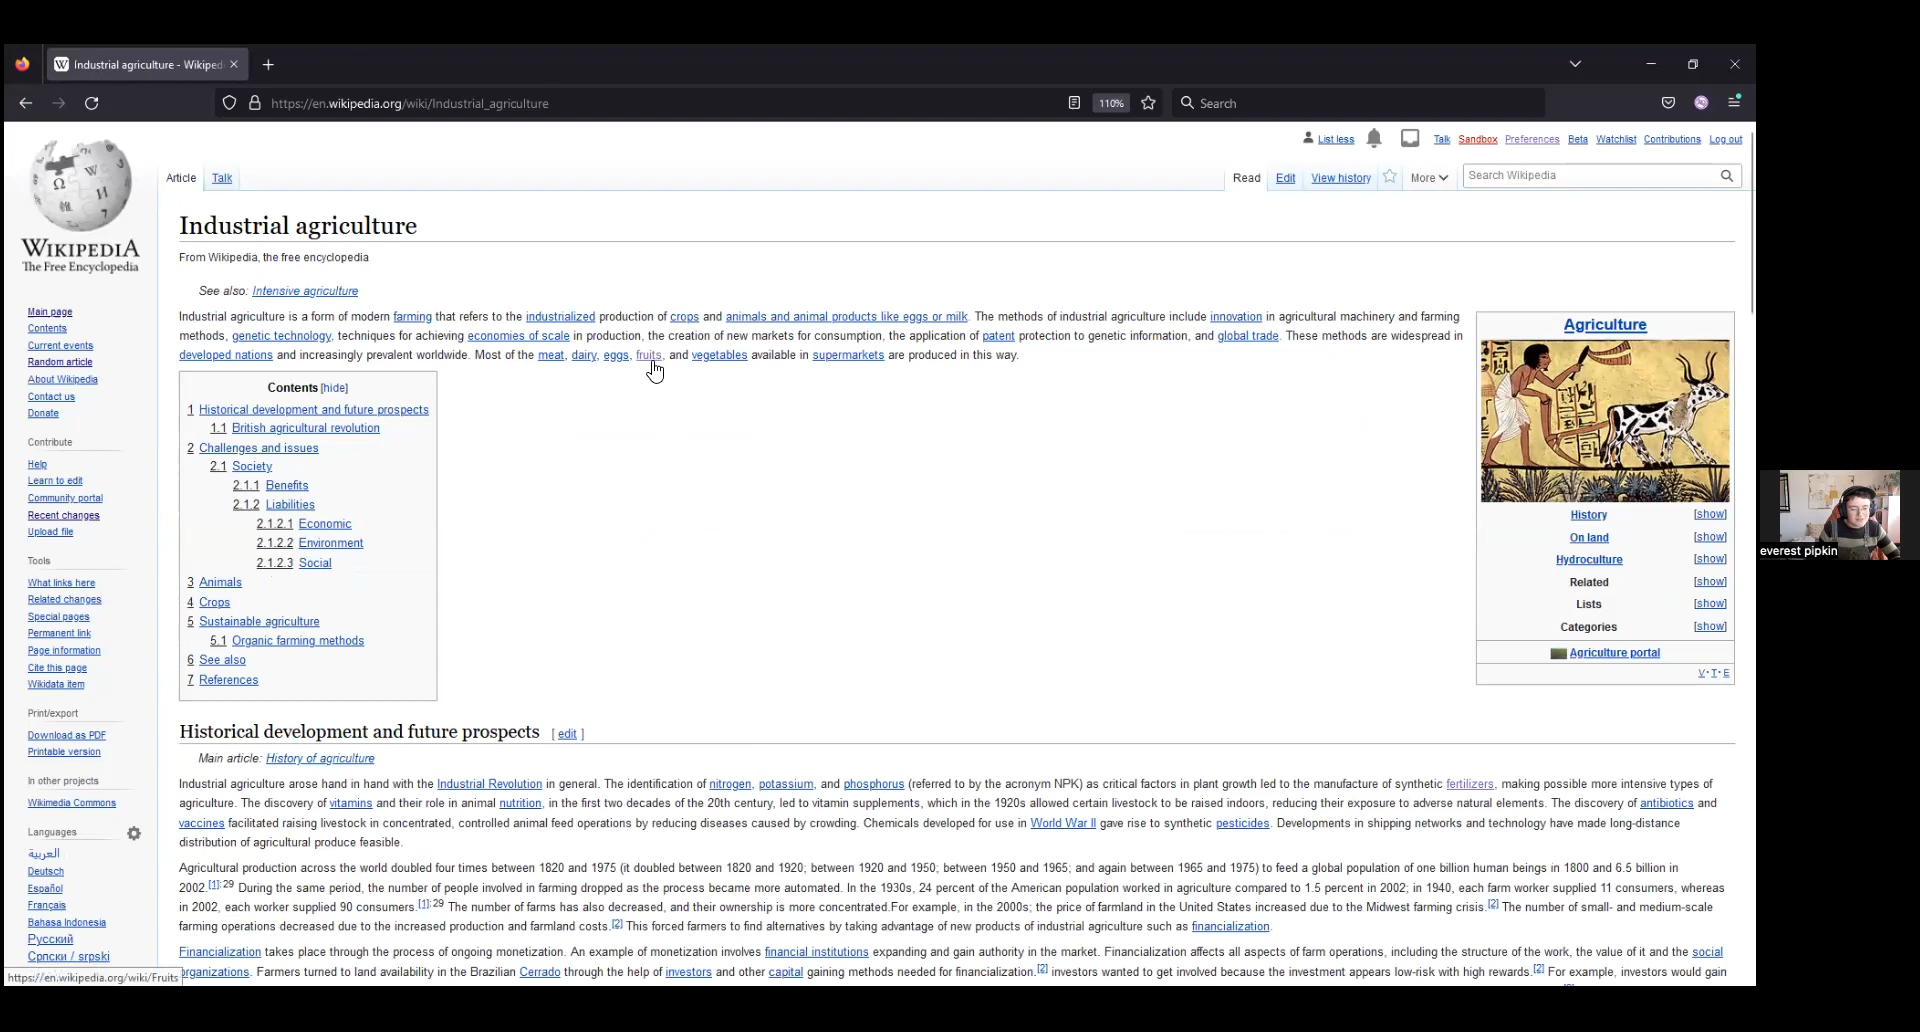 Industrial agriculture - Wikiped
https://en.wikipedia.org/wiki/Industrial_agriculture
110%
Search
List less
Talk Sandbox Preferences Beta Watchlist Contributions Log out
WIKIPEDIA
The Free Encyclopedia
Article Talk
Read Edit View history More
Search Wikipedia
Main page
Contents
Current events
Random article
About Wikipedia
Contact us
Donate
Contribute
Help
Learn to edit
Community portal
Recent changes
Upload file
Tools
What links here
Related changes
Special pages
Permanent link
Page information
Cite this page
Wikidata item
Print/export
Download as PDF
Printable version
In other projects
Wikimedia Commons
Languages
العربية
Deutsch
Español
Français
Bahasa Indonesia
Русский
Српски / srpski
https://en.wikipedia.org/wiki/Fruits
Industrial agriculture
From Wikipedia, the free encyclopedia
See also: Intensive agriculture
Industrial agriculture is a form of modern farming that refers to the industrialized production of crops and animals and animal products like eggs or milk. The methods of industrial agriculture include innovation in agricultural machinery and farming
methods, genetic technology, techniques for achieving economies of scale in production, the creation of new markets for consumption, the application of patent protection to genetic information, and global trade. These methods are widespread in
developed nations and increasingly prevalent worldwide. Most of the meat, dairy, eggs, fruits, and vegetables available in supermarkets are produced in this way.
Contents [hide]
1 Historical development and future prospects
1.1 British agricultural revolution
2 Challenges and issues
2.1 Society
2.1.1 Benefits
2.1.2 Liabilities
2.1.2.1 Economic
2.1.2.2 Environment
2.1.2.3 Social
3 Animals
4 Crops
5 Sustainable agriculture
5.1 Organic farming methods
6 See also
7 References
Agriculture
History [show]
On land [show]
Hydroculture [show]
Related [show]
Lists [show]
Categories [show]
Agriculture portal
V·T·E
Historical development and future prospects [ edit ]
Main article: History of agriculture
Industrial agriculture arose hand in hand with the Industrial Revolution in general. The identification of nitrogen, potassium, and phosphorus (referred to by the acronym NPK) as critical factors in plant growth led to the manufacture of synthetic fertilizers, making possible more intensive types of
agriculture. The discovery of vitamins and their role in animal nutrition, in the first two decades of the 20th century, led to vitamin supplements, which in the 1920s allowed certain livestock to be raised indoors, reducing their exposure to adverse natural elements. The discovery of antibiotics and
vaccines facilitated raising livestock in concentrated, controlled animal feed operations by reducing diseases caused by crowding. Chemicals developed for use in World War II gave rise to synthetic pesticides. Developments in shipping networks and technology have made long-distance
distribution of agricultural produce feasible.
Agricultural production across the world doubled four times between 1820 and 1975 (it doubled between 1820 and 1920; between 1920 and 1950; between 1950 and 1965; and again between 1965 and 1975) to feed a global population of one billion human beings in 1800 and 6.5 billion in
2002.[1]:29 During the same period, the number of people involved in farming dropped as the process became more automated. In the 1930s, 24 percent of the American population worked in agriculture compared to 1.5 percent in 2002; in 1940, each farm worker supplied 11 consumers, whereas
in 2002, each worker supplied 90 consumers.[1]:29 The number of farms has also decreased, and their ownership is more concentrated.For example, in the 2000s; the price of farmland in the United States increased due to the Midwest farming crisis.[2] The number of small- and medium-scale
farming operations decreased due to the increased production and farmland costs.[2] This forced farmers to find alternatives by taking advantage of new products of industrial agriculture such as financialization.
Financialization takes place through the process of ongoing monetization. An example of monetization involves financial institutions expanding and gain authority in the market. Financialization affects all aspects of farm operations, including the structure of the work, the value of it and the social
organizations. Farmers turned to land availability in the Brazilian Cerrado through the help of investors and other capital gaining methods needed for financialization.[2] investors wanted to get involved because the investment appears low-risk with high rewards.[2] For example, investors would gain
everest pipkin